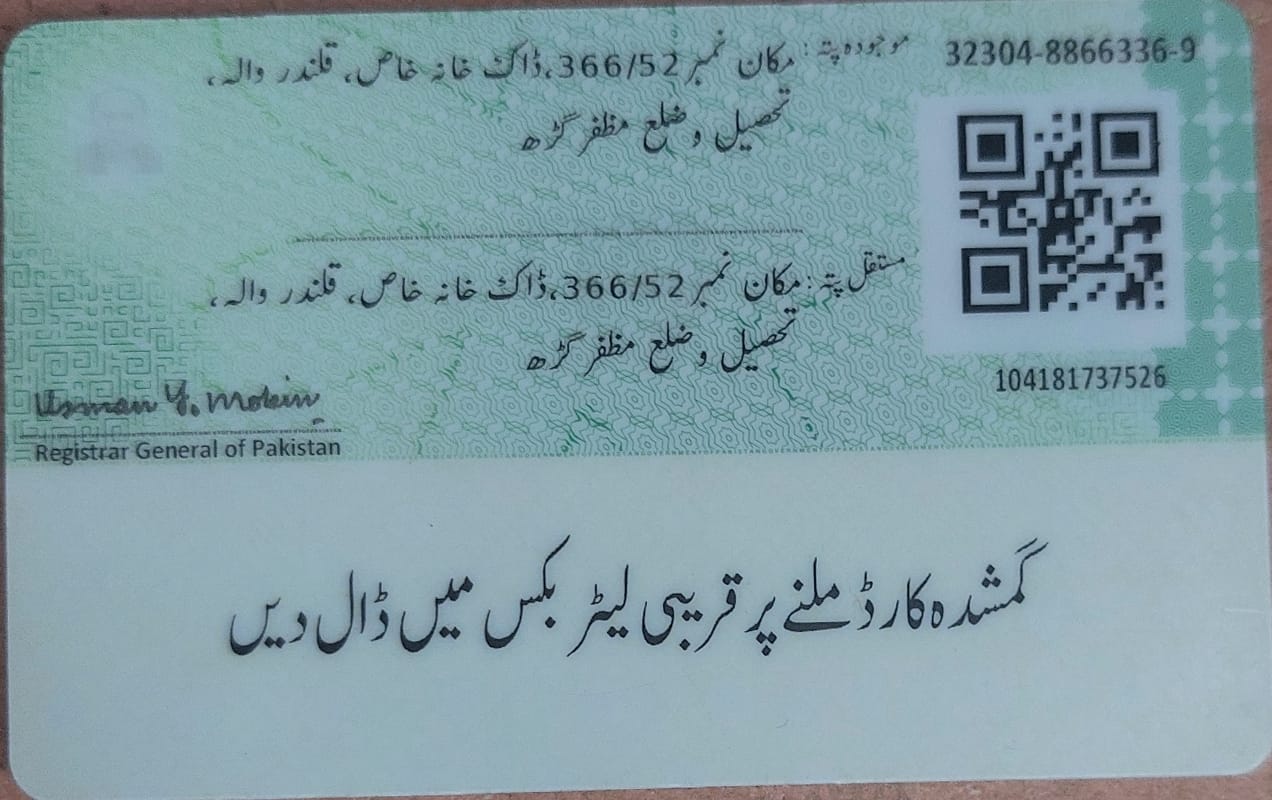 32304-8866336-9
موجودہ پتہ: مکان نمبر 366/52، ڈاک خانہ خاص، قلندر والہ،
تحصیل و ضلع مظفر گڑھ
مستقل پتہ: مکان نمبر 366/52، ڈاک خانہ خاص، قلندر والہ،
تحصیل و ضلع مظفر گڑھ
104181737526
Usman Y. Mobin
Registrar General of Pakistan
گمشدہ کارڈ ملنے پر قریبی لیٹر بکس میں ڈال دیں